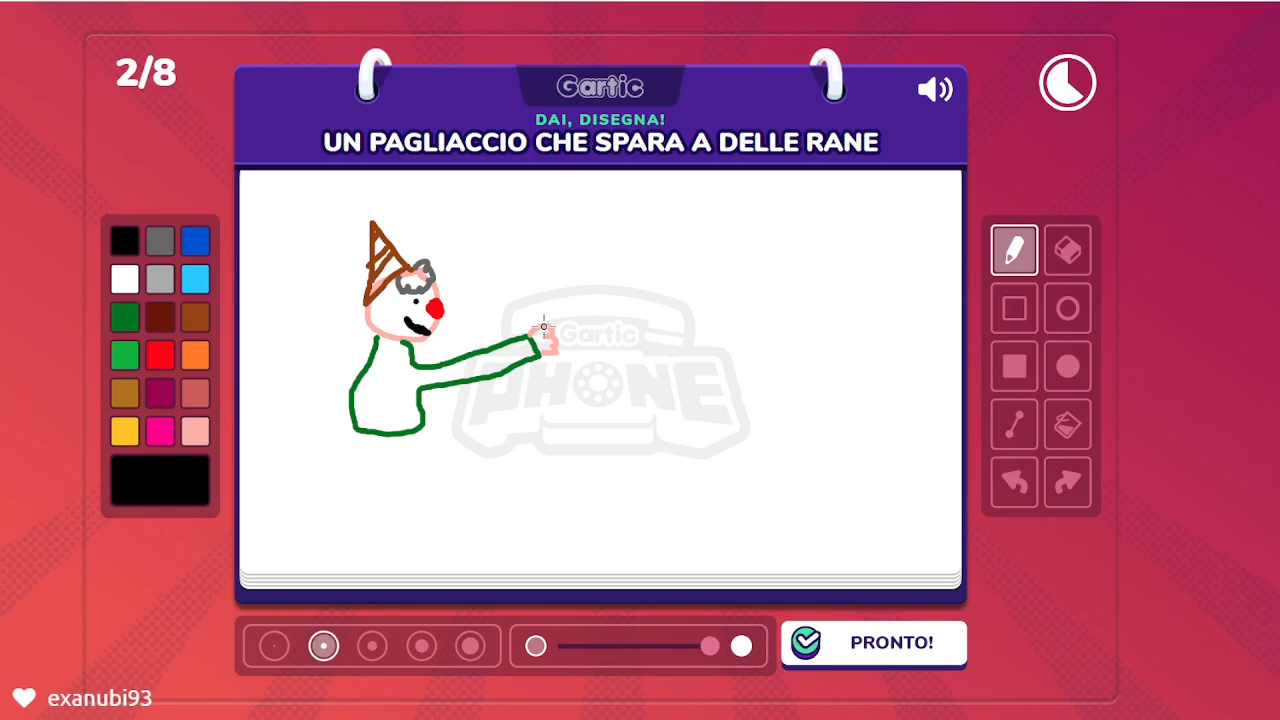 2/8
Gartic
DAI, DISEGNA!
UN PAGLIACCIO CHE SPARA A DELLE RANE
Gartic
PHONE
PRONTO!
exanubi93